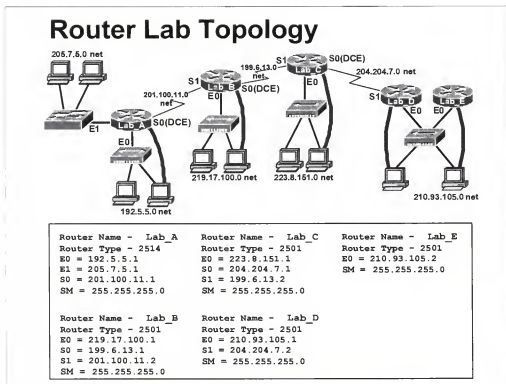 Router Lab Topology
205.7.5.0 net
201.100.11.0
net
199.6.13.0
net
S0(DCE)
204.204.7.0 net
S1
Lab C
E0
S1
Lab B
S0(DCE)
E0
S1
Lab D
E0
Lab E
E0
E1
Lab A
S0(DCE)
E0
219.17.100.0 net
223.8.151.0 net
192.5.5.0 net
210.93.105.0 net
Router Name - Lab_A
Router Type - 2514
E0 = 192.5.5.1
E1 = 205.7.5.1
S0 = 201.100.11.1
SM = 255.255.255.0
Router Name - Lab_C
Router Type - 2501
E0 = 223.8.151.1
S0 = 204.204.7.1
S1 = 199.6.13.2
SM = 255.255.255.0
Router Name - Lab_E
Router Type - 2501
E0 = 210.93.105.2
SM = 255.255.255.0
Router Name - Lab_B
Router Type - 2501
E0 = 219.17.100.1
S0 = 199.6.13.1
S1 = 201.100.11.2
SM = 255.255.255.0
Router Name - Lab_D
Router Type - 2501
E0 = 210.93.105.1
S1 = 204.204.7.2
SM = 255.255.255.0